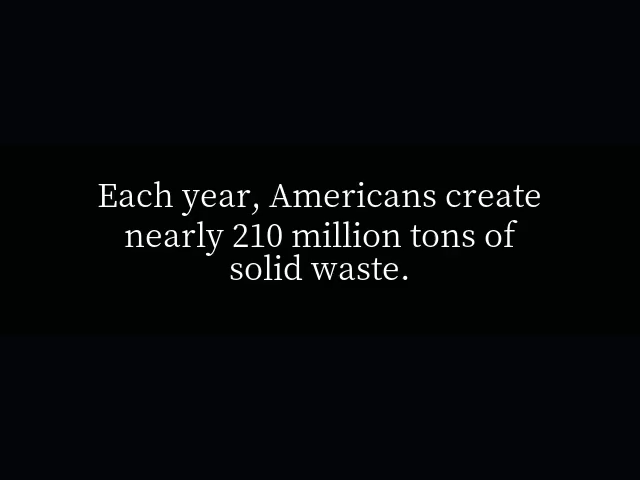 Each year, Americans create
nearly 210 million tons of
solid waste.